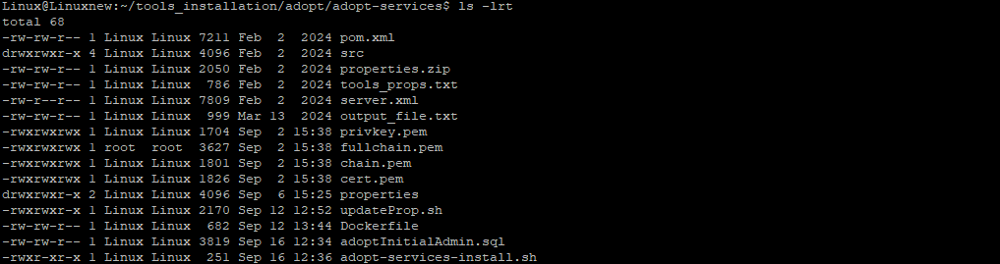 Linux@Linuxnew:~/tools_installation/adopt/adopt-services$ ls -lrt
total 68
-rw-rw-r-- 1 Linux Linux 7211 Feb  2  2024 pom.xml
drwxrwxr-x 4 Linux Linux 4096 Feb  2  2024 src
-rw-rw-r-- 1 Linux Linux 2050 Feb  2  2024 properties.zip
-rw-rw-r-- 1 Linux Linux  786 Feb  2  2024 tools_props.txt
-rw-r--r-- 1 Linux Linux 7809 Feb  2  2024 server.xml
-rw-rw-r-- 1 Linux Linux  999 Mar 13  2024 output_file.txt
-rwxrwxrwx 1 Linux Linux 1704 Sep  2 15:38 privkey.pem
-rwxrwxrwx 1 root  root  3627 Sep  2 15:38 fullchain.pem
-rwxrwxrwx 1 Linux Linux 1801 Sep  2 15:38 chain.pem
-rwxrwxrwx 1 Linux Linux 1826 Sep  2 15:38 cert.pem
drwxrwxr-x 2 Linux Linux 4096 Sep  6 15:25 properties
-rwxrwxr-x 1 Linux Linux 2170 Sep 12 12:52 updateProp.sh
-rw-rw-r-- 1 Linux Linux  682 Sep 12 13:44 Dockerfile
-rw-rw-r-- 1 Linux Linux 3819 Sep 16 12:34 adoptInitialAdmin.sql
-rwxr-xr-x 1 Linux Linux  251 Sep 16 12:36 adopt-services-install.sh